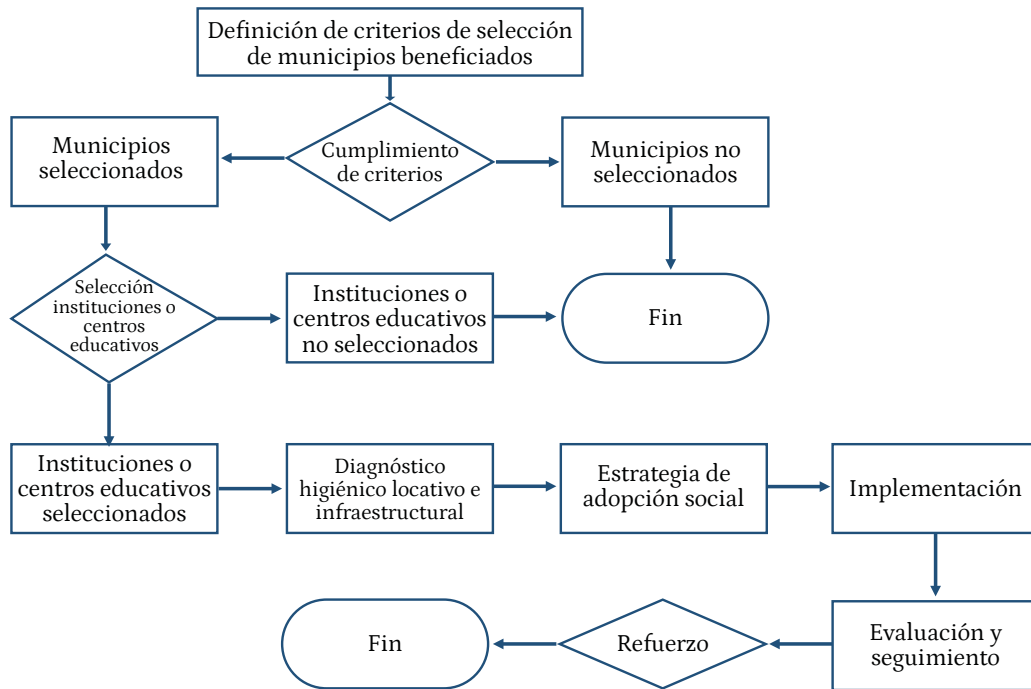 Definición de criterios de selección
de municipios beneficiados
Municipios
seleccionados
Cumplimiento
de criterios
Municipios no
seleccionados
Selección
instituciones o
centros
educativos
Instituciones o
centros educativos
no seleccionados
Fin
Instituciones o
centros educativos
seleccionados
Diagnóstico
higiénico locativo e
infraestructural
Estrategia de
adopción social
Implementación
Fin
Refuerzo
Evaluación y
seguimiento